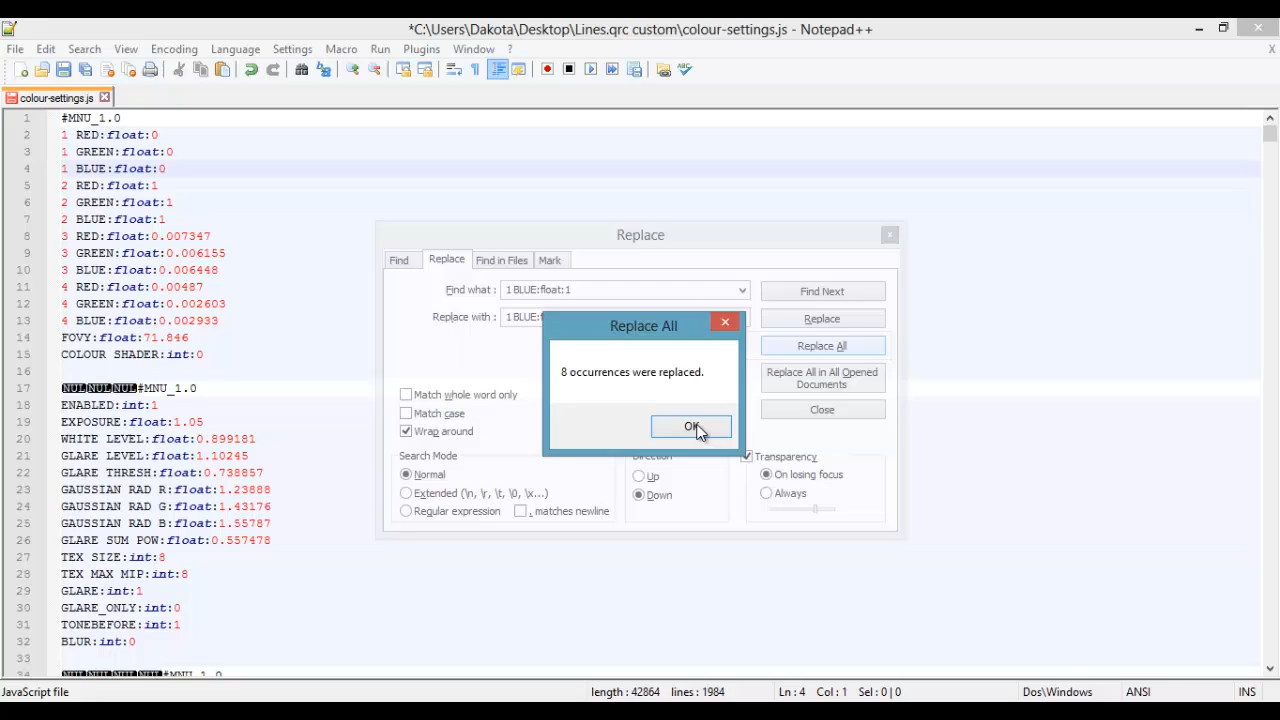 *C:\Users\Dakota\Desktop\Lines.qrc custom\colour-settings.js - Notepad++
File Edit Search View Encoding Language Settings Macro Run Plugins Window ? X
colour-settings.js
1 #MNU_1.0
2 1 RED:float:0
3 1 GREEN:float:0
4 1 BLUE:float:0
5 2 RED:float:1
6 2 GREEN:float:1
7 2 BLUE:float:1
8 3 RED:float:0.007347
9 3 GREEN:float:0.006155
10 3 BLUE:float:0.006448
11 4 RED:float:0.00487
12 4 GREEN:float:0.002603
13 4 BLUE:float:0.002933
14 FOVY:float:71.846
15 COLOUR SHADER:int:0
16
17 NULNULNUL#MNU_1.0
18 ENABLED:int:1
19 EXPOSURE:float:1.05
20 WHITE LEVEL:float:0.899181
21 GLARE LEVEL:float:1.10245
22 GLARE THRESH:float:0.738857
23 GAUSSIAN RAD R:float:1.23888
24 GAUSSIAN RAD G:float:1.43176
25 GAUSSIAN RAD B:float:1.55787
26 GLARE SUM POW:float:0.557478
27 TEX SIZE:int:8
28 TEX MAX MIP:int:8
29 GLARE:int:1
30 GLARE_ONLY:int:0
31 TONEBEFORE:int:1
32 BLUR:int:0
33
34 NULNULNULNUL#MNU_1.0
Replace
Find Replace Find in Files Mark
Find what : 1 BLUE:float:1 Find Next
Replace with : 1 BLUE: Replace
Replace All
Replace All in All Opened
Documents
Close
Match whole word only
Match case
Wrap around
Search Mode
Normal
Extended (\n, \r, \t, \0, \x...)
Regular expression . matches newline
Direction
Up
Down
Transparency
On losing focus
Always
Replace All
8 occurrences were replaced.
OK
JavaScript file length : 42864 lines : 1984 Ln : 4 Col : 1 Sel : 0 | 0 Dos\Windows ANSI INS